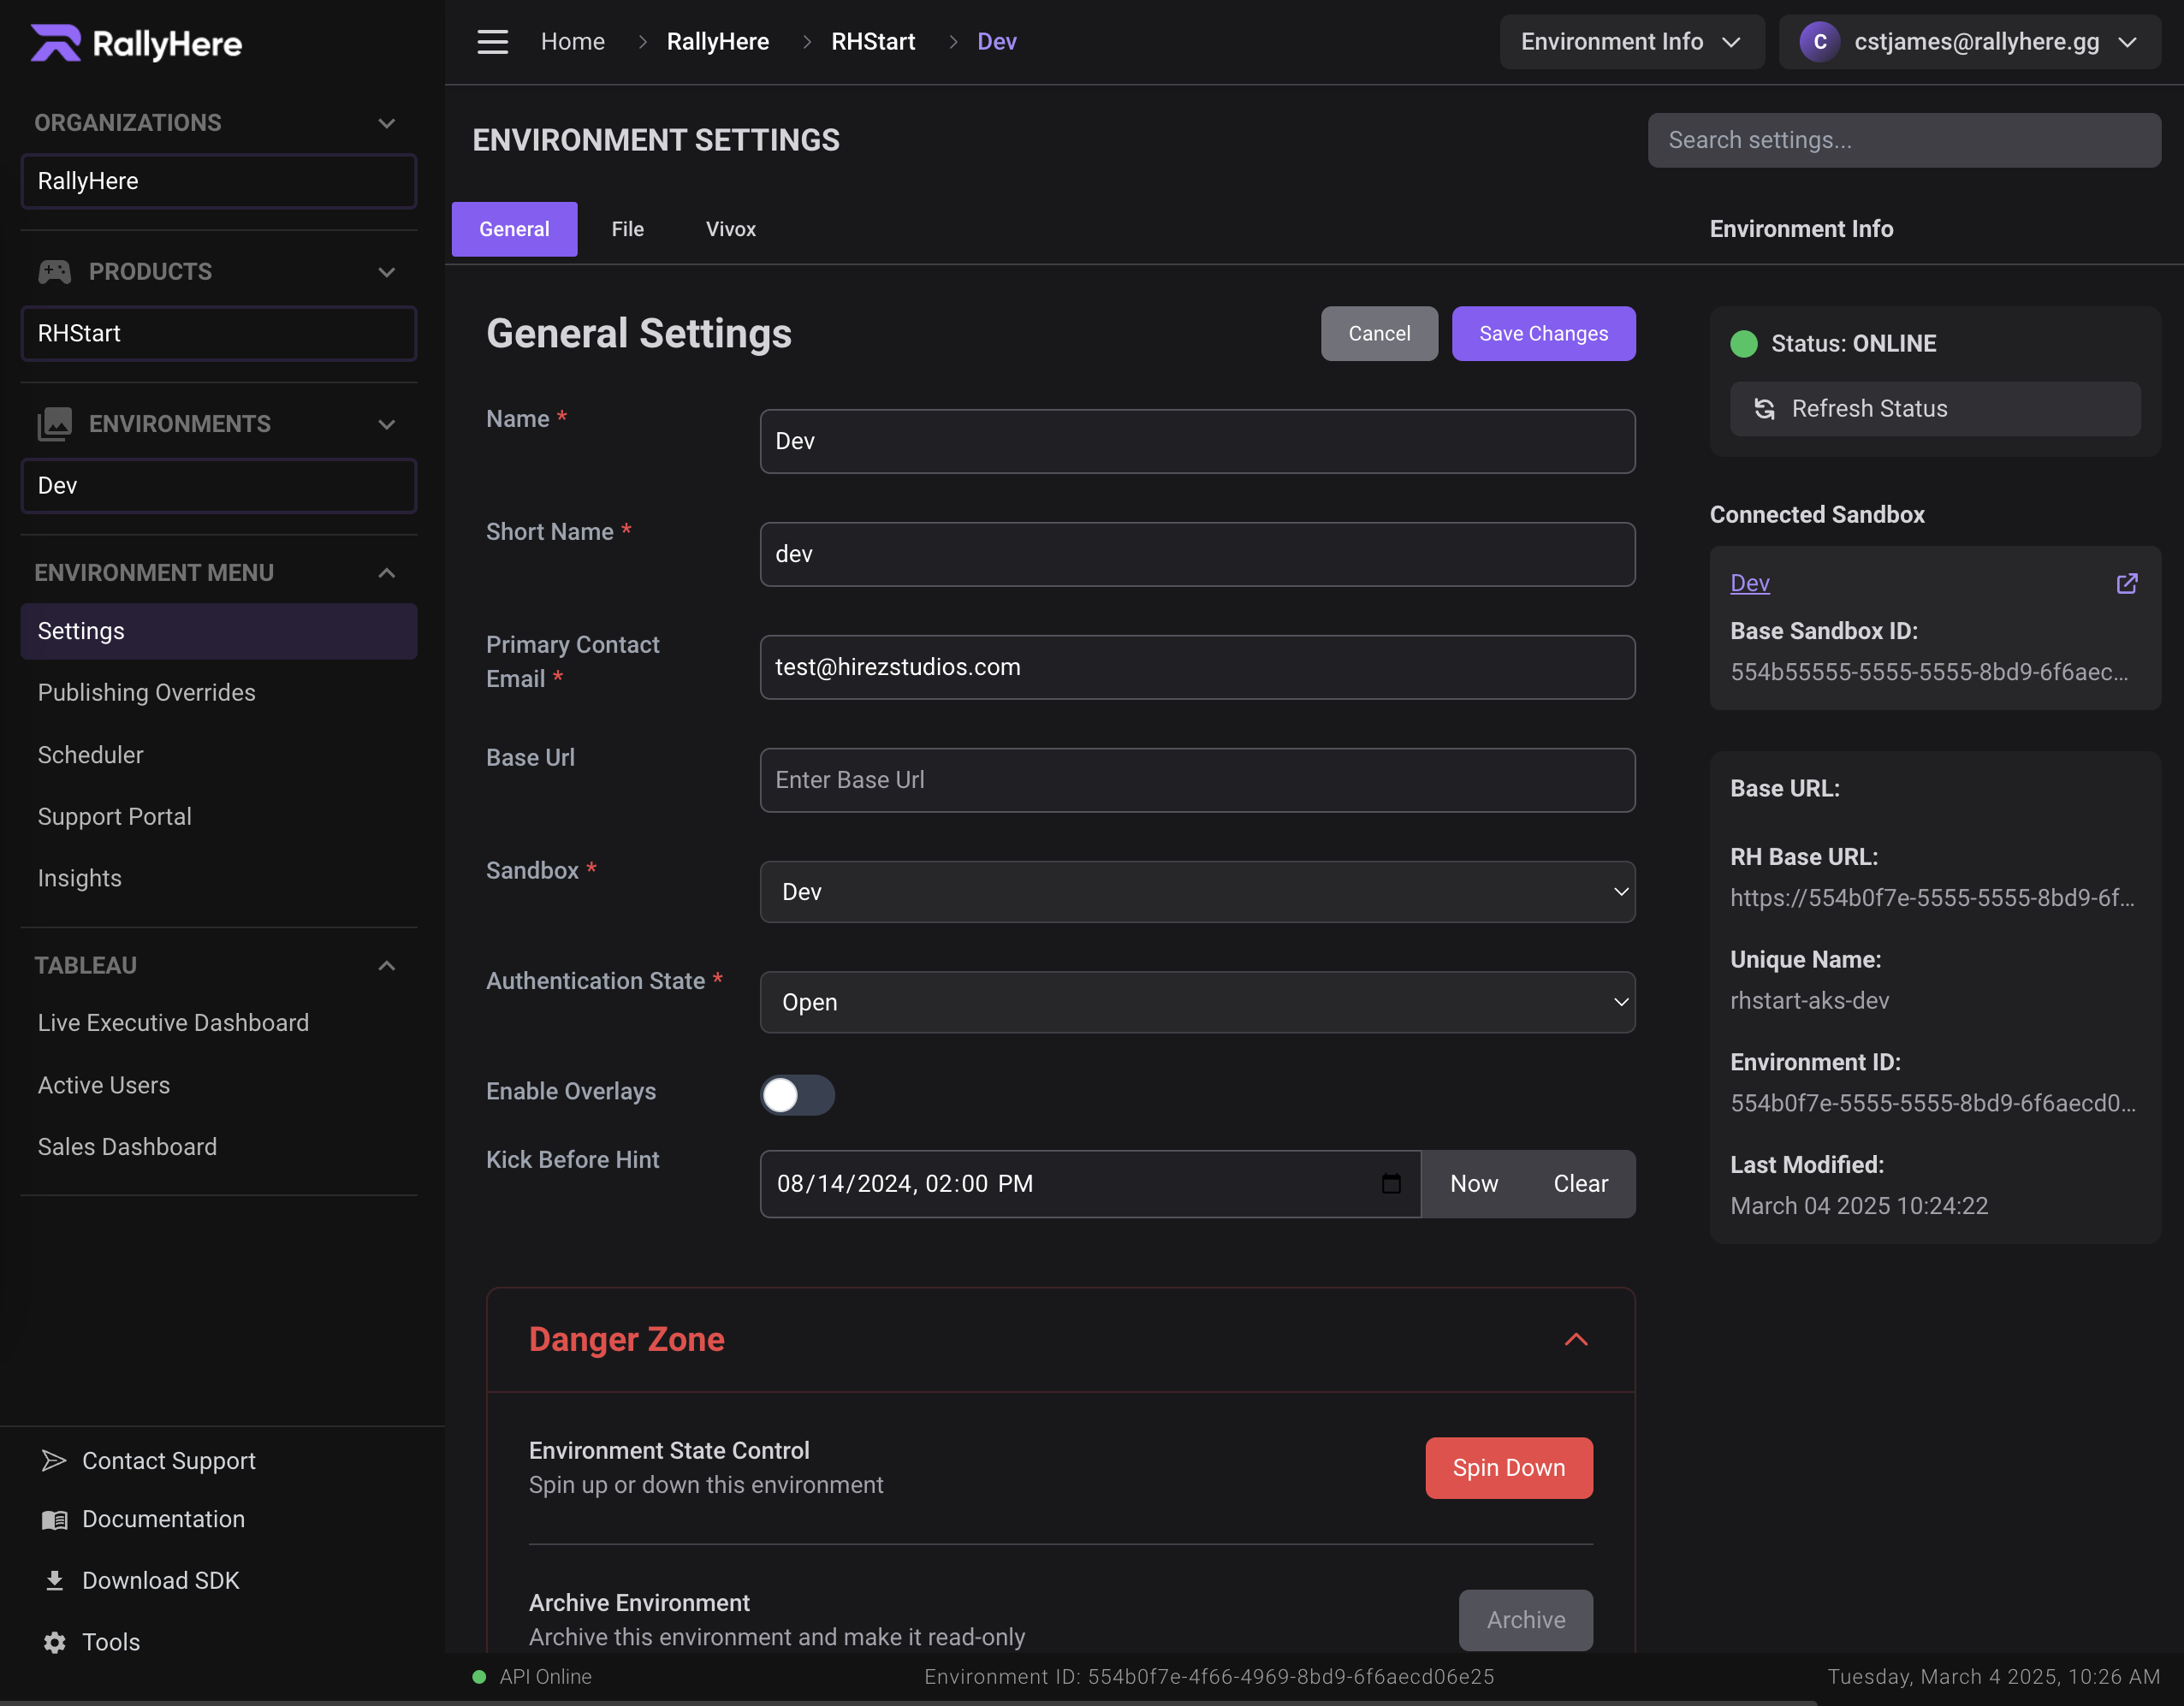 RallyHere
ORGANIZATIONS
RallyHere
PRODUCTS
RHStart
ENVIRONMENTS
Dev
ENVIRONMENT MENU
Settings
Publishing Overrides
Scheduler
Support Portal
Insights
TABLEAU
Live Executive Dashboard
Active Users
Sales Dashboard
Contact Support
Documentation
Download SDK
Tools
Home > RallyHere > RHStart > Dev
Environment Info
C
cstjames@rallyhere.gg
ENVIRONMENT SETTINGS
Search settings...
General
File
Vivox
General Settings
Cancel
Save Changes
Name *
Dev
Short Name *
dev
Primary Contact
Email *
test@hirezstudios.com
Base Url
Enter Base Url
Sandbox *
Dev
Authentication State *
Open
Enable Overlays
Kick Before Hint
08/14/2024, 02:00 PM
Now
Clear
Danger Zone
Environment State Control
Spin up or down this environment
Spin Down
Archive Environment
Archive this environment and make it read-only
Archive
Environment Info
Status: ONLINE
Refresh Status
Connected Sandbox
Dev
Base Sandbox ID:
554b55555-5555-5555-8bd9-6f6aec...
Base URL:
RH Base URL:
https://554b0f7e-5555-5555-8bd9-6f...
Unique Name:
rhstart-aks-dev
Environment ID:
554b0f7e-5555-5555-8bd9-6f6aecd0...
Last Modified:
March 04 2025 10:24:22
API Online
Environment ID: 554b0f7e-4f66-4969-8bd9-6f6aecd06e25
Tuesday, March 4 2025, 10:26 AM